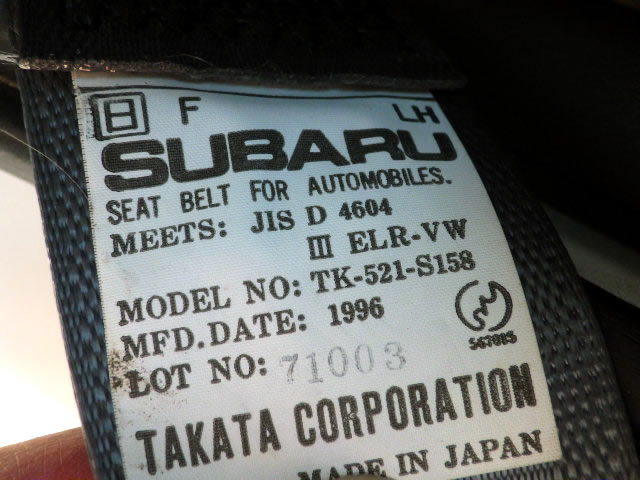 日 F LH
SUBARU
SEAT BELT FOR AUTOMOBILES.
MEETS: JIS D 4604
III ELR-VW
MODEL NO: TK-521-S158
MFD.DATE: 1996
LOT NO: 71003
TAKATA CORPORATION
MADE IN JAPAN